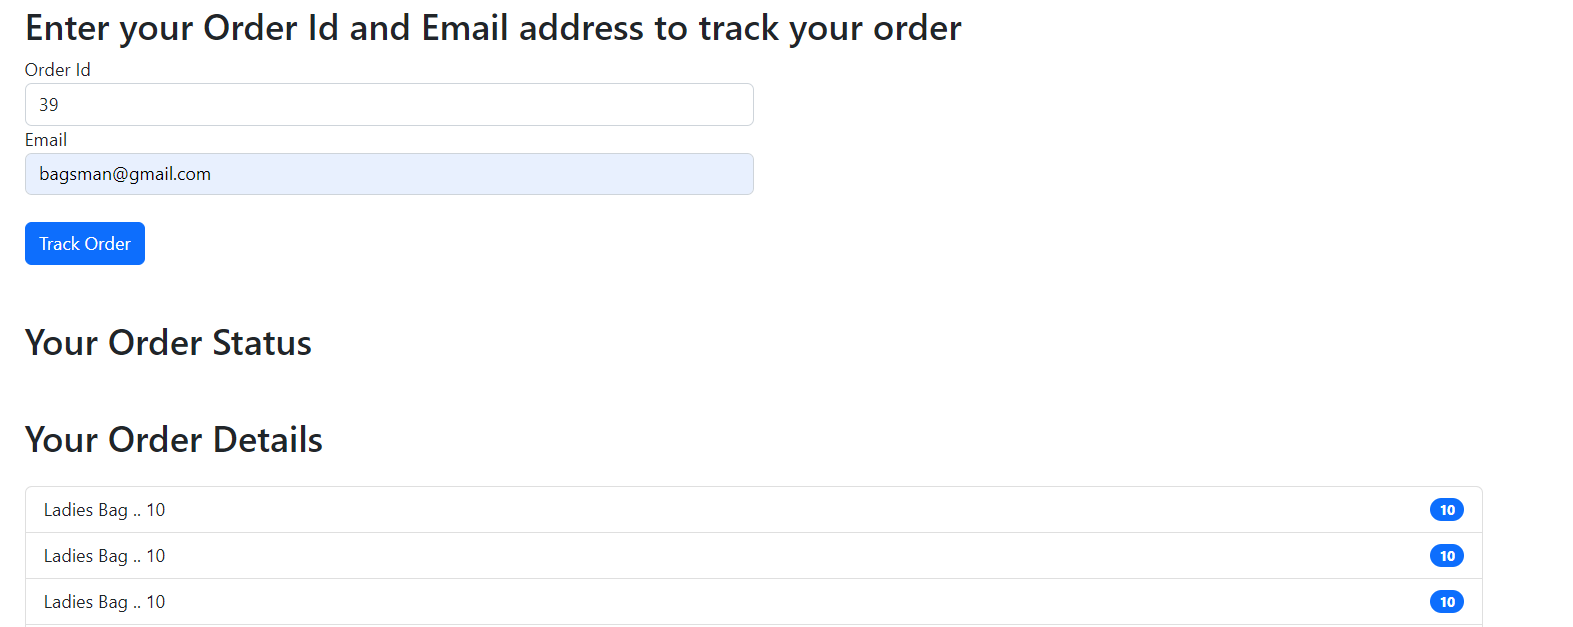 Enter your Order Id and Email address to track your order
Order Id
39
Email
bagsman@gmail.com
Track Order
Your Order Status
Your Order Details
Ladies Bag .. 10 10
Ladies Bag .. 10 10
Ladies Bag .. 10 10